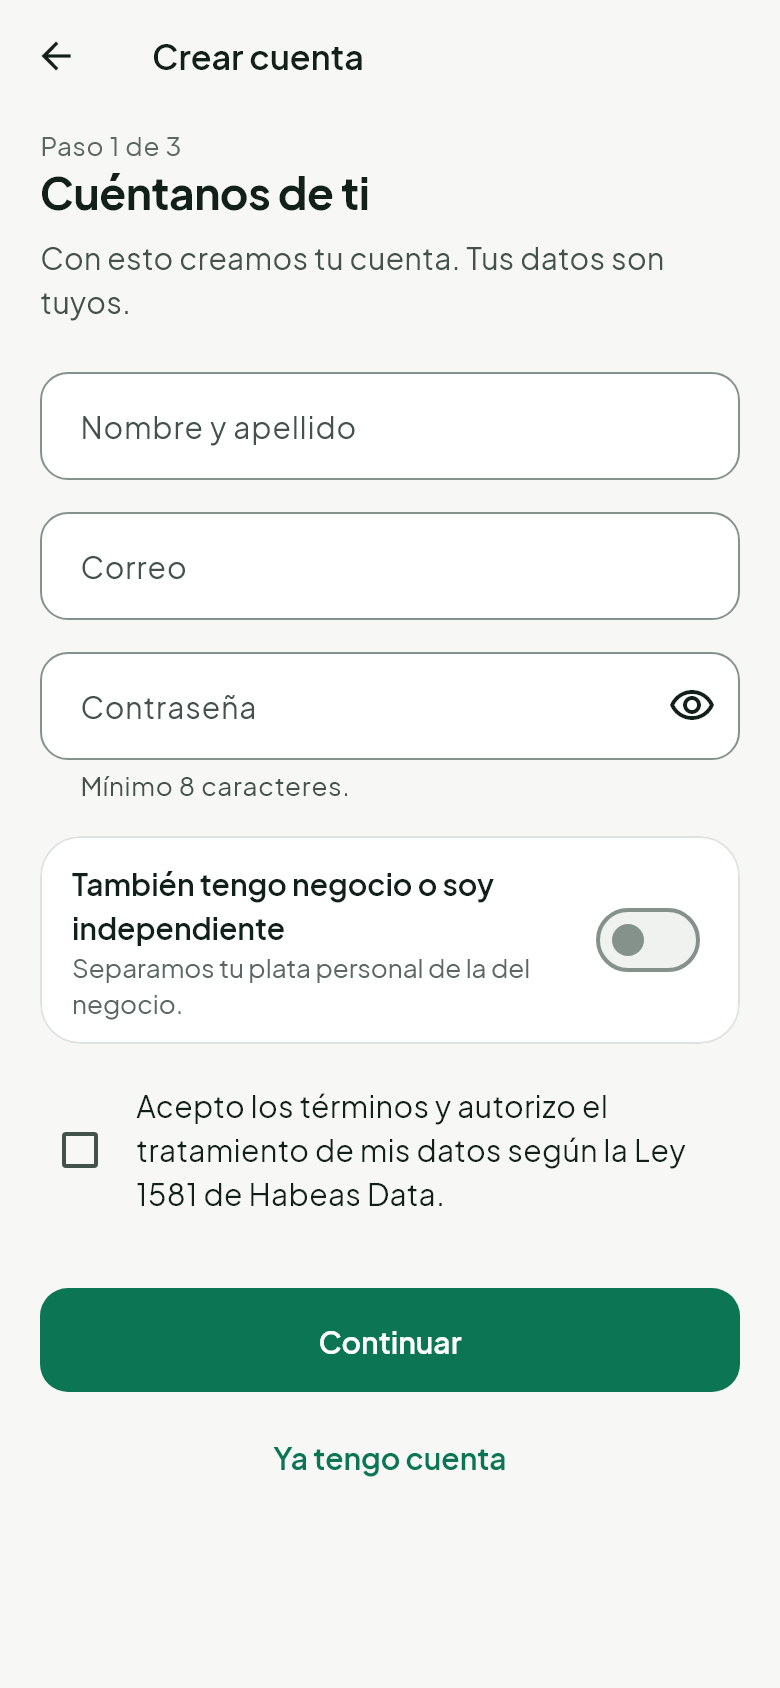 Crear cuenta
Paso 1 de 3
Cuéntanos de ti
Con esto creamos tu cuenta. Tus datos son
tuyos.
Nombre y apellido
Correo
Contraseña
Mínimo 8 caracteres.
También tengo negocio o soy
independiente
Separamos tu plata personal de la del
negocio.
Acepto los términos y autorizo el
tratamiento de mis datos según la Ley
1581 de Habeas Data.
Continuar
Ya tengo cuenta